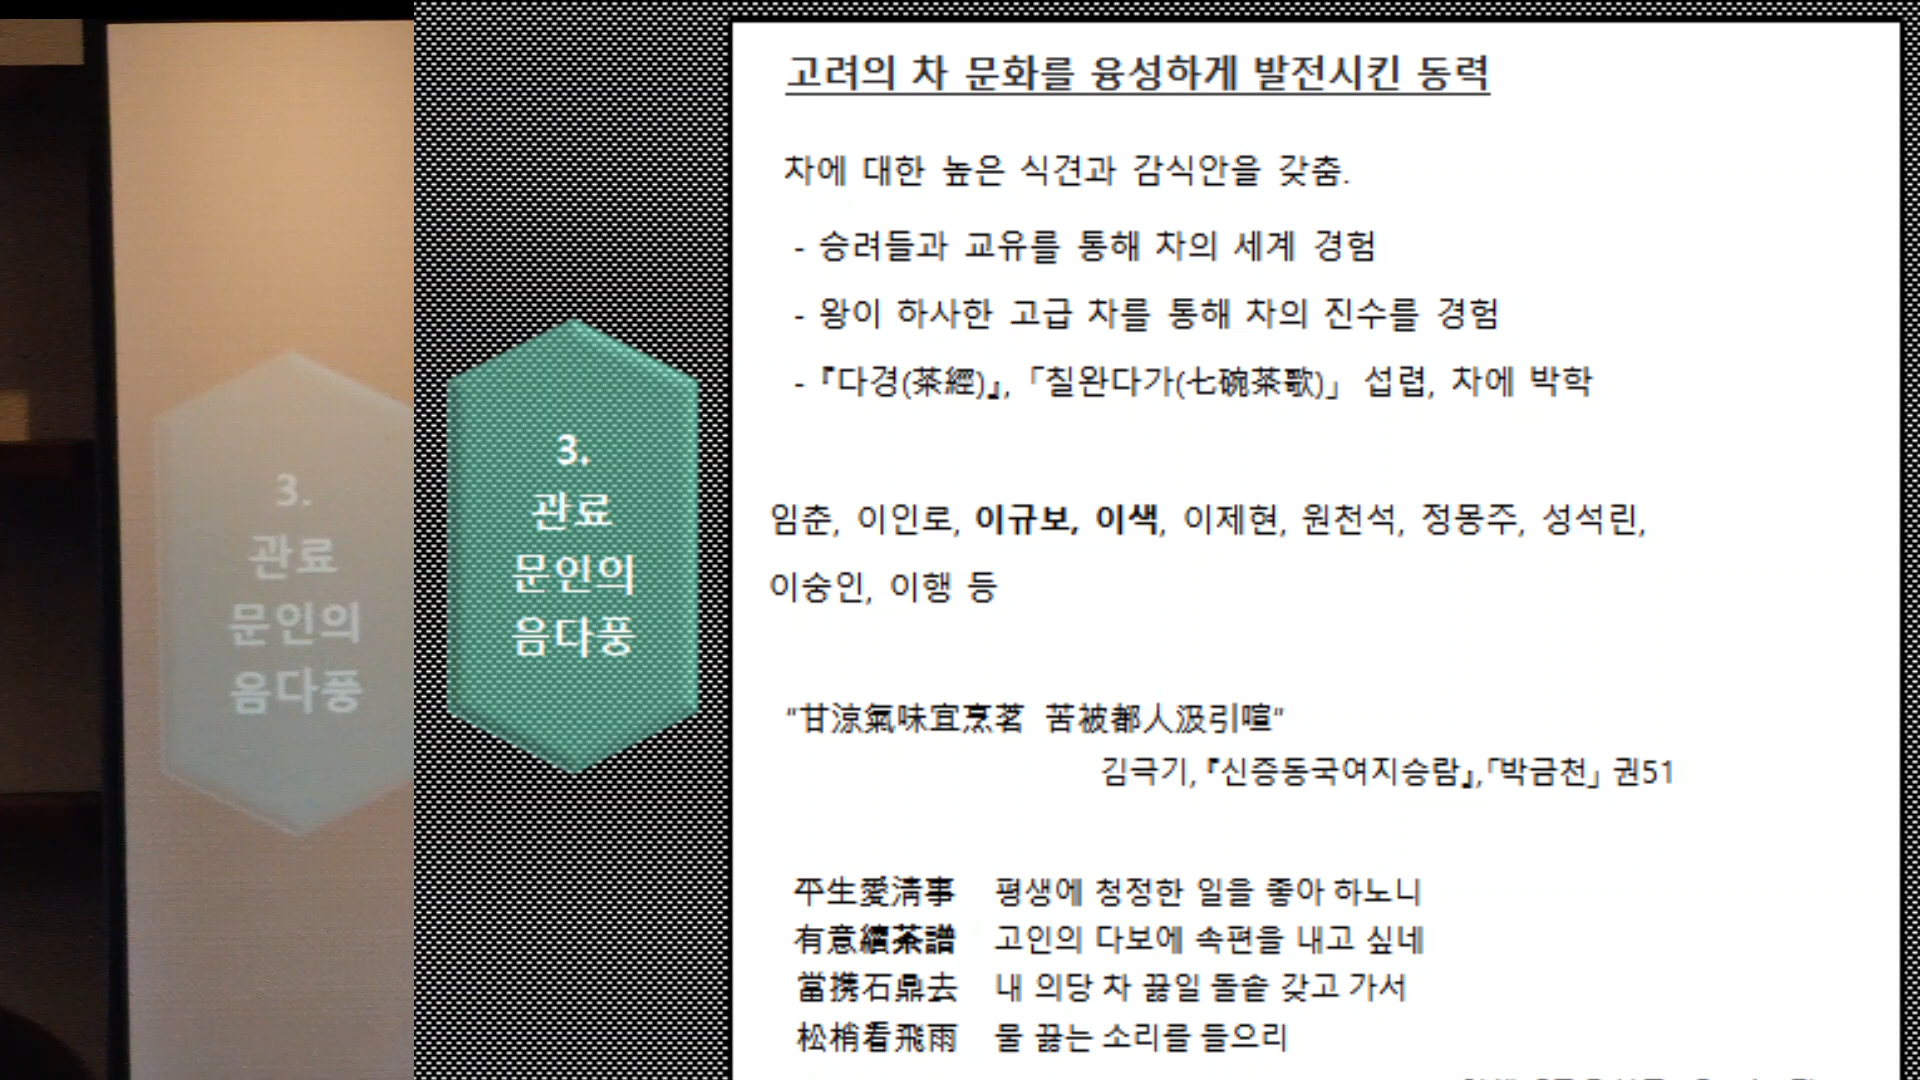 3.
관료
문인의
음다풍
3.
관료
문인의
음다풍
고려의 차 문화를 융성하게 발전시킨 동력
차에 대한 높은 식견과 감식안을 갖춤.
- 승려들과 교유를 통해 차의 세계 경험
- 왕이 하사한 고급 차를 통해 차의 진수를 경험
-『다경(茶經)』,「칠완다가(七碗茶歌)」 섭렵, 차에 박학
임춘, 이인로, 이규보, 이색, 이제현, 원천석, 정몽주, 성석린,
이숭인, 이행 등
“甘涼氣味宜烹茗 苦被都人汲引喧“
김극기,『신증동국여지승람』,「박금천」 권51
平生愛淸事 평생에 청정한 일을 좋아 하노니
有意續茶譜 고인의 다보에 속편을 내고 싶네
當携石鼎去 내 의당 차 끓일 돌솥 갖고 가서
松梢看飛雨 물 끓는 소리를 들으리